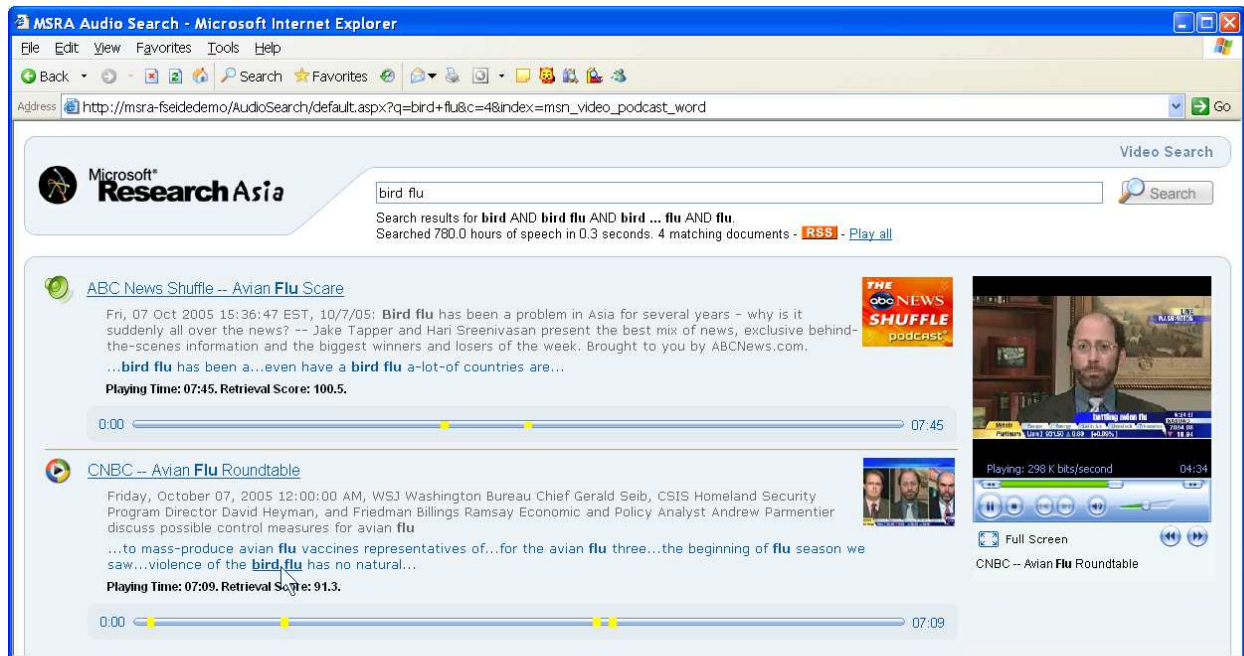 MSRA Audio Search - Microsoft Internet Explorer
File Edit View Favorites Tools Help
Back Search Favorites
Address http://msra-fseidedemo/AudioSearch/default.aspx?q=bird+flu&c=4&index=msn_video_podcast_word Go
Video Search
Microsoft®
Research Asia
bird flu
Search
Search results for bird AND bird flu AND bird ... flu AND flu.
Searched 780.0 hours of speech in 0.3 seconds. 4 matching documents - RSS - Play all
ABC News Shuffle -- Avian Flu Scare
Fri, 07 Oct 2005 15:36:47 EST, 10/7/05: Bird flu has been a problem in Asia for several years - why is it
suddenly all over the news? -- Jake Tapper and Hari Sreenivasan present the best mix of news, exclusive behind-
the-scenes information and the biggest winners and losers of the week. Brought to you by ABCNews.com.
...bird flu has been a...even have a bird flu a-lot-of countries are...
Playing Time: 07:45. Retrieval Score: 100.5.
0:00 07:45
THE
abc NEWS
SHUFFLE
podcast
CNBC -- Avian Flu Roundtable
Friday, October 07, 2005 12:00:00 AM, WSJ Washington Bureau Chief Gerald Seib, CSIS Homeland Security
Program Director David Heyman, and Friedman Billings Ramsay Economic and Policy Analyst Andrew Parmentier
discuss possible control measures for avian flu
...to mass-produce avian flu vaccines representatives of...for the avian flu three...the beginning of flu season we
saw...violence of the bird flu has no natural...
Playing Time: 07:09. Retrieval Score: 91.3.
0:00 07:09
LIVE
battling avian flu
Playing: 298 K bits/second 04:34
Full Screen
CNBC -- Avian Flu Roundtable